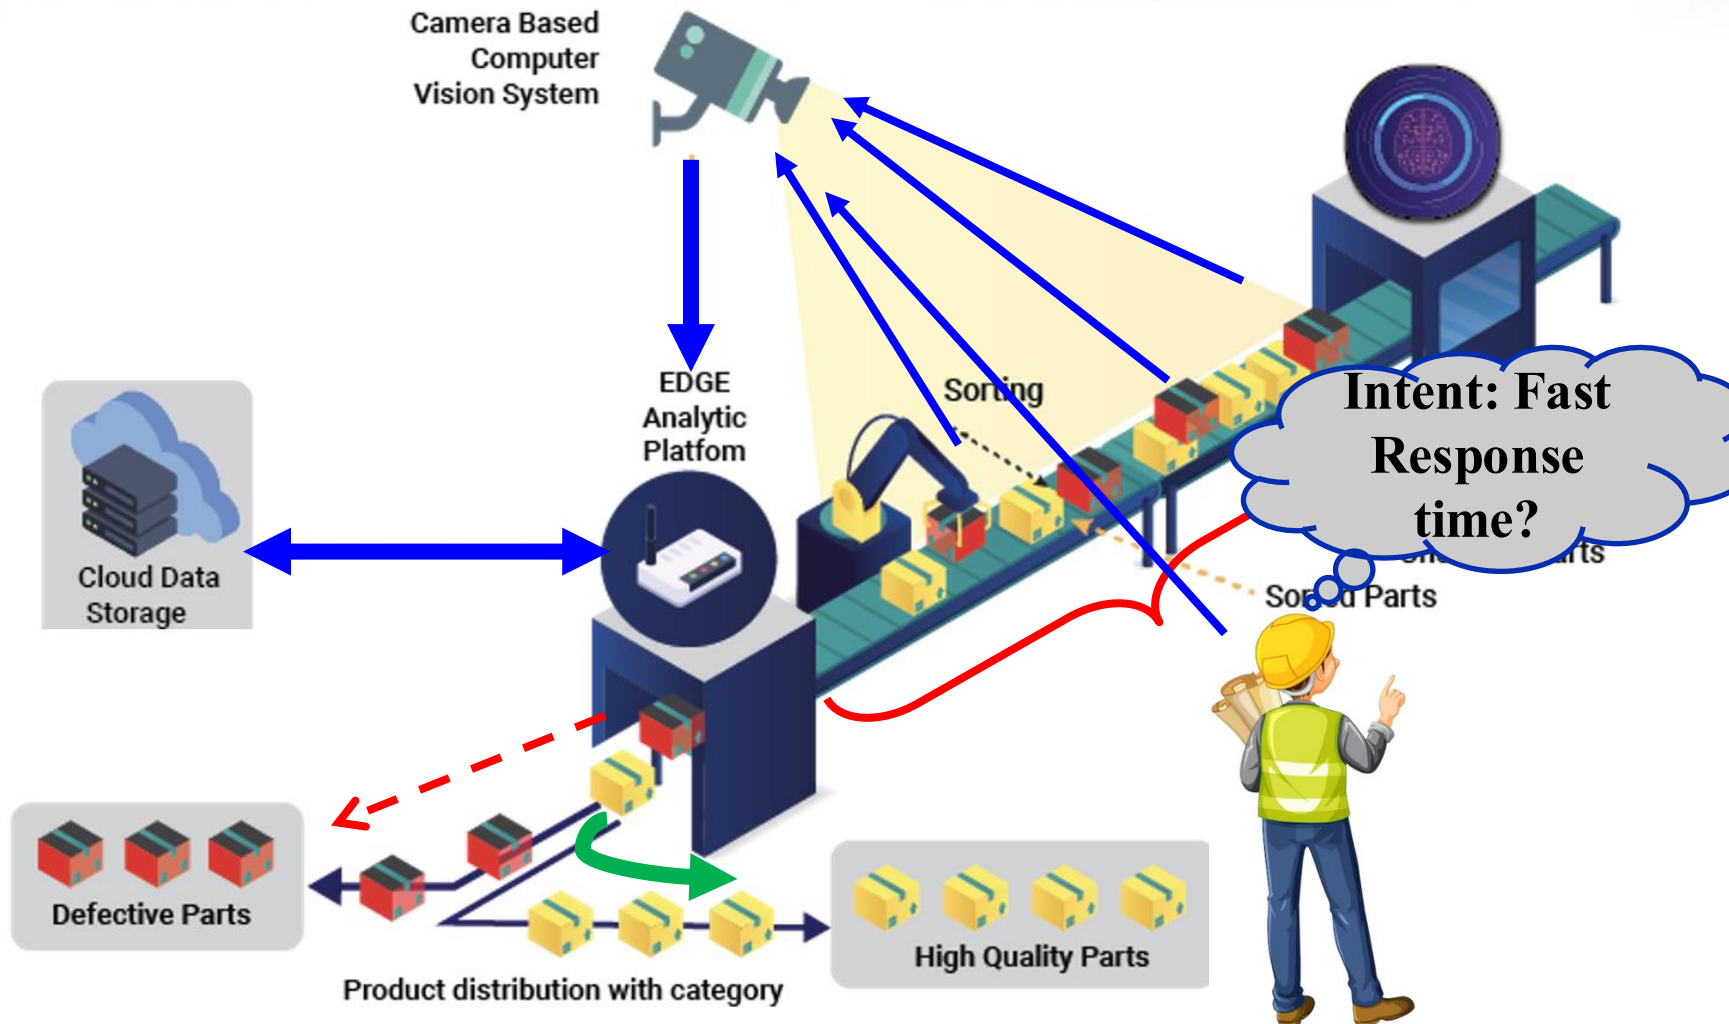 Camera Based
Computer
Vision System
EDGE
Analytic
Platfom
Sorting
Intent: Fast
Response
time?
Cloud Data
Storage
Parts
Defective Parts
High Quality Parts
Product distribution with category